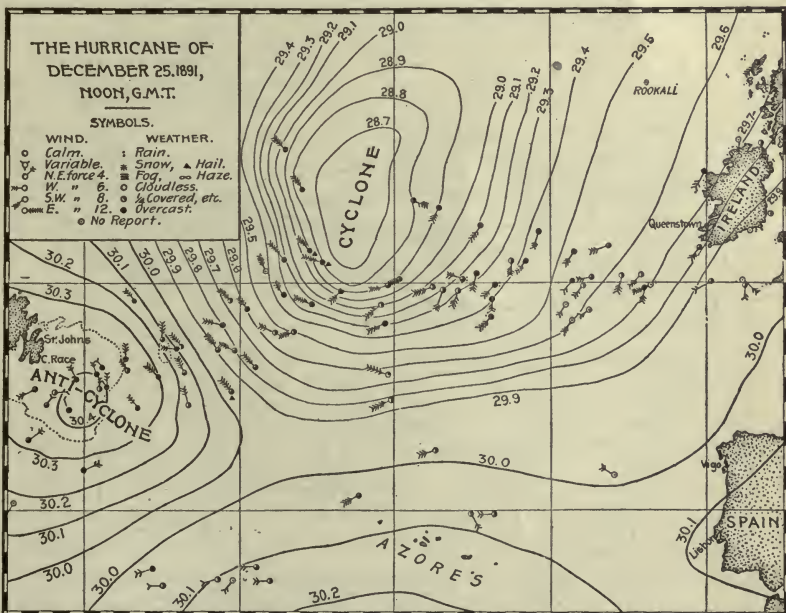 THE HURRICANE OF
DECEMBER 25.1891,
NOON, G.M.T.
SYMBOLS.
WIND. WEATHER.
Calm. Rain.
Variable. Snow, Hail.
N.E. force 4. Fog, Haze.
W. " 6. Cloudless.
S.W. " 8. ¼ Covered, etc.
E. " 12. Overcast.
No Report.
29.4
29.3
29.2
29.1
29.0
28.9
28.8
28.7
CYCLONE
29.0
29.1
29.2
29.3
29.4
29.5
29.6
29.7
ROCKALL
IRELAND
Queenstown
30.2
30.1
30.0
29.9
29.8
29.7
29.6
29.5
30.3
St. Johns
C. Race
ANTI-CYCLONE
30.4
30.3
30.2
30.1
30.0
29.9
30.0
30.0
Vigo
SPAIN
Lisbon
30.1
AZORES
30.0
30.1
30.2